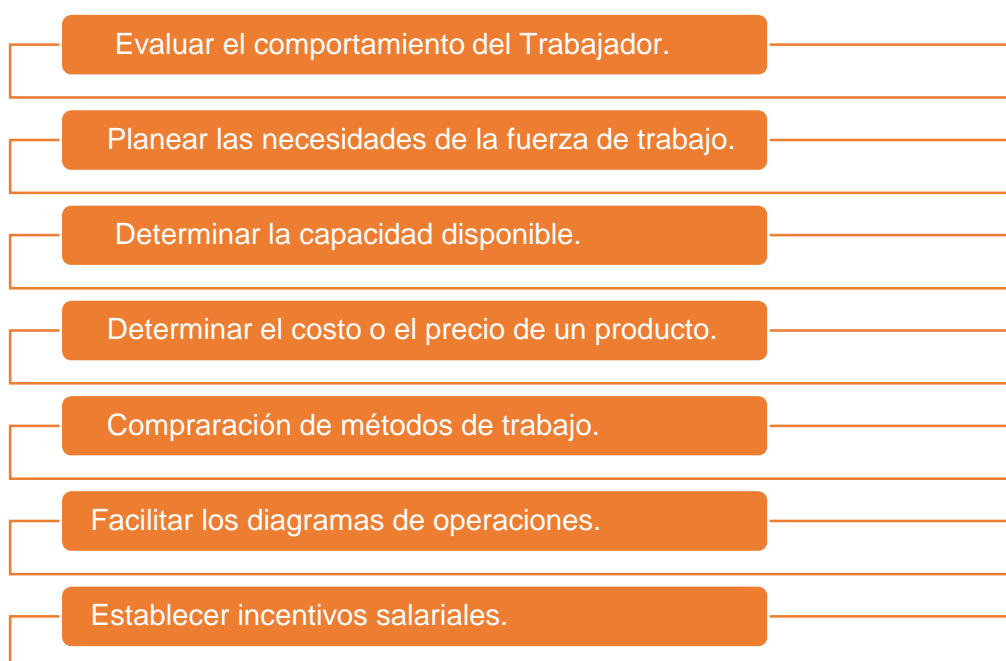 Evaluar el comportamiento del Trabajador.
Planear las necesidades de la fuerza de trabajo.
Determinar la capacidad disponible.
Determinar el costo o el precio de un producto.
Compraración de métodos de trabajo.
Facilitar los diagramas de operaciones.
Establecer incentivos salariales.